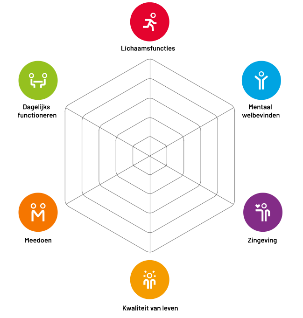 Lichaamsfuncties
Dagelijks
functioneren
Mentaal
welbevinden
Meedoen
Zingeving
Kwaliteit van leven